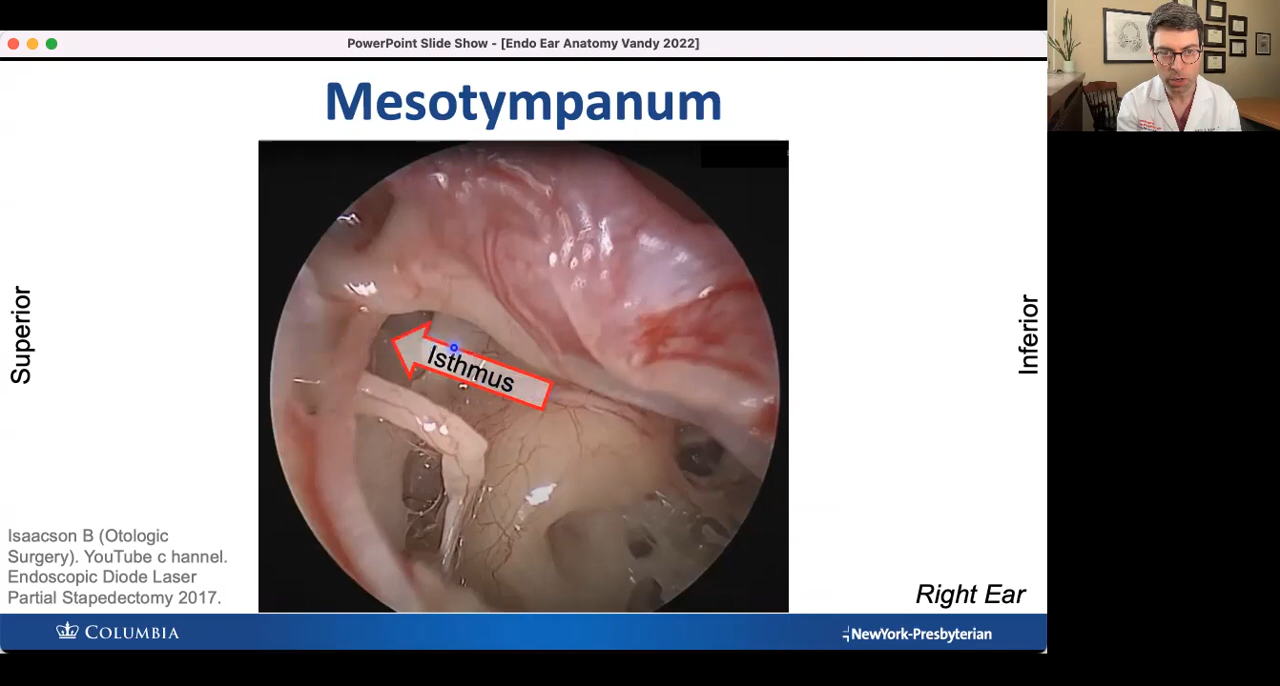 PowerPoint Slide Show - [Endo Ear Anatomy Vandy 2022]
Mesotympanum
Superior
Isthmus
Inferior
Isaacson B (Otologic
Surgery). YouTube c hannel.
Endoscopic Diode Laser
Partial Stapedectomy 2017.
Right Ear
COLUMBIA
NewYork-Presbyterian